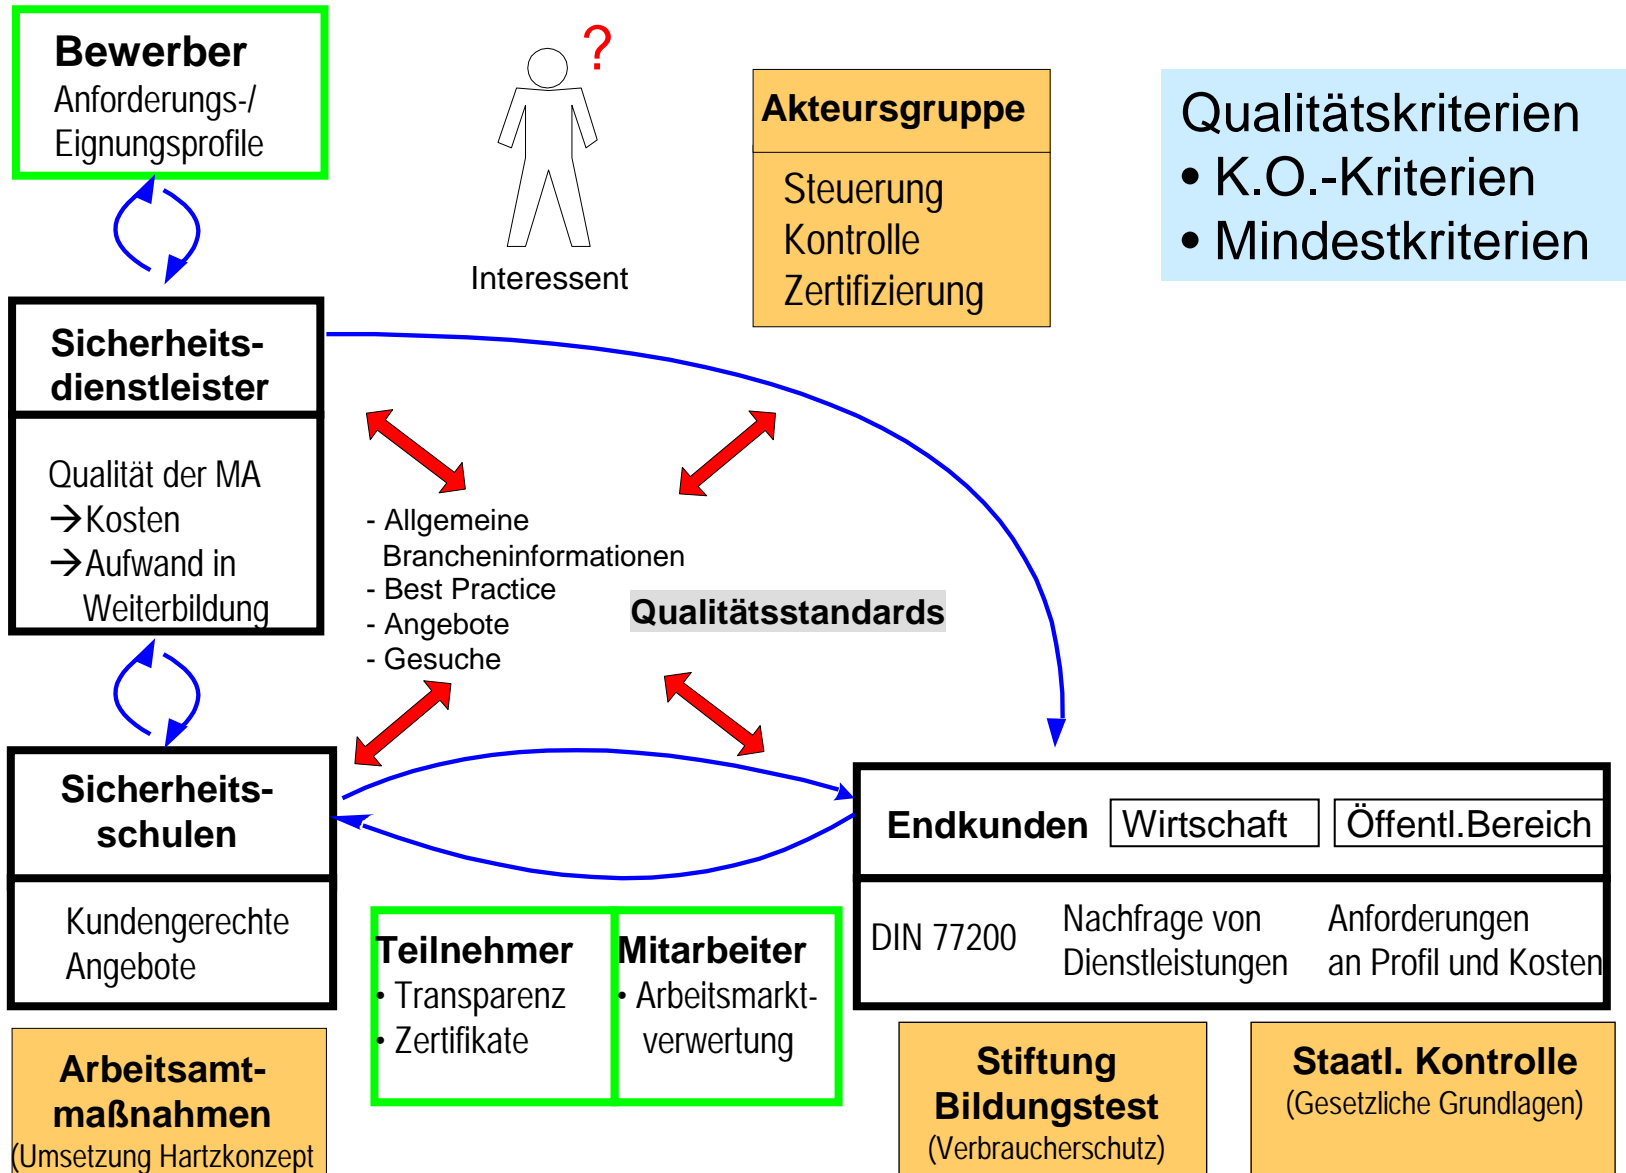 Bewerber
Anforderungs-/
Eignungsprofile
?
Interessent
Akteursgruppe
Steuerung
Kontrolle
Zertifizierung
Qualitätskriterien
• K.O.-Kriterien
• Mindestkriterien
Sicherheits-
dienstleister
Qualität der MA
→Kosten
→Aufwand in
Weiterbildung
- Allgemeine
Brancheninformationen
- Best Practice
- Angebote
- Gesuche
Qualitätsstandards
Sicherheits-
schulen
Kundengerechte
Angebote
Endkunden
Wirtschaft
Öffentl.Bereich
DIN 77200
Nachfrage von
Dienstleistungen
Anforderungen
an Profil und Kosten
Teilnehmer
• Transparenz
• Zertifikate
Mitarbeiter
• Arbeitsmarkt-
verwertung
Arbeitsamt-
maßnahmen
(Umsetzung Hartzkonzept
Stiftung
Bildungstest
(Verbraucherschutz)
Staatl. Kontrolle
(Gesetzliche Grundlagen)